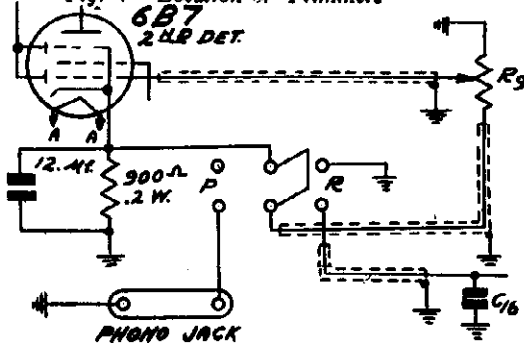 6B7
2ND DET.
R9
A A
12. Mf.
900 Ω
.2 W.
P
R
C16
PHONO JACK